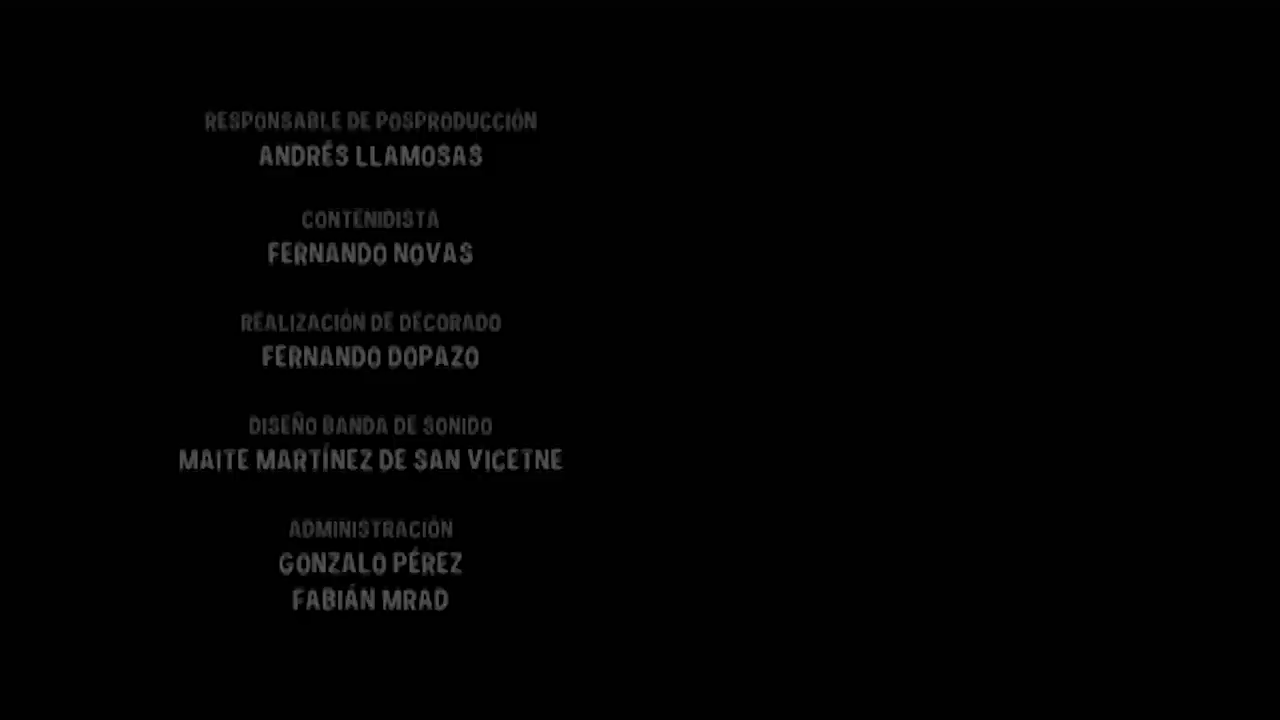 RESPONSABLE DE POSPRODUCCIÓN
ANDRÉS LLAMOSAS
CONTENIDISTA
FERNANDO NOVAS
REALIZACIÓN DE DECORADO
FERNANDO DOPAZO
DISEÑO BANDA DE SONIDO
MAITE MARTÍNEZ DE SAN VICETNE
ADMINISTRACIÓN
GONZALO PÉREZ
FABIÁN MRAD